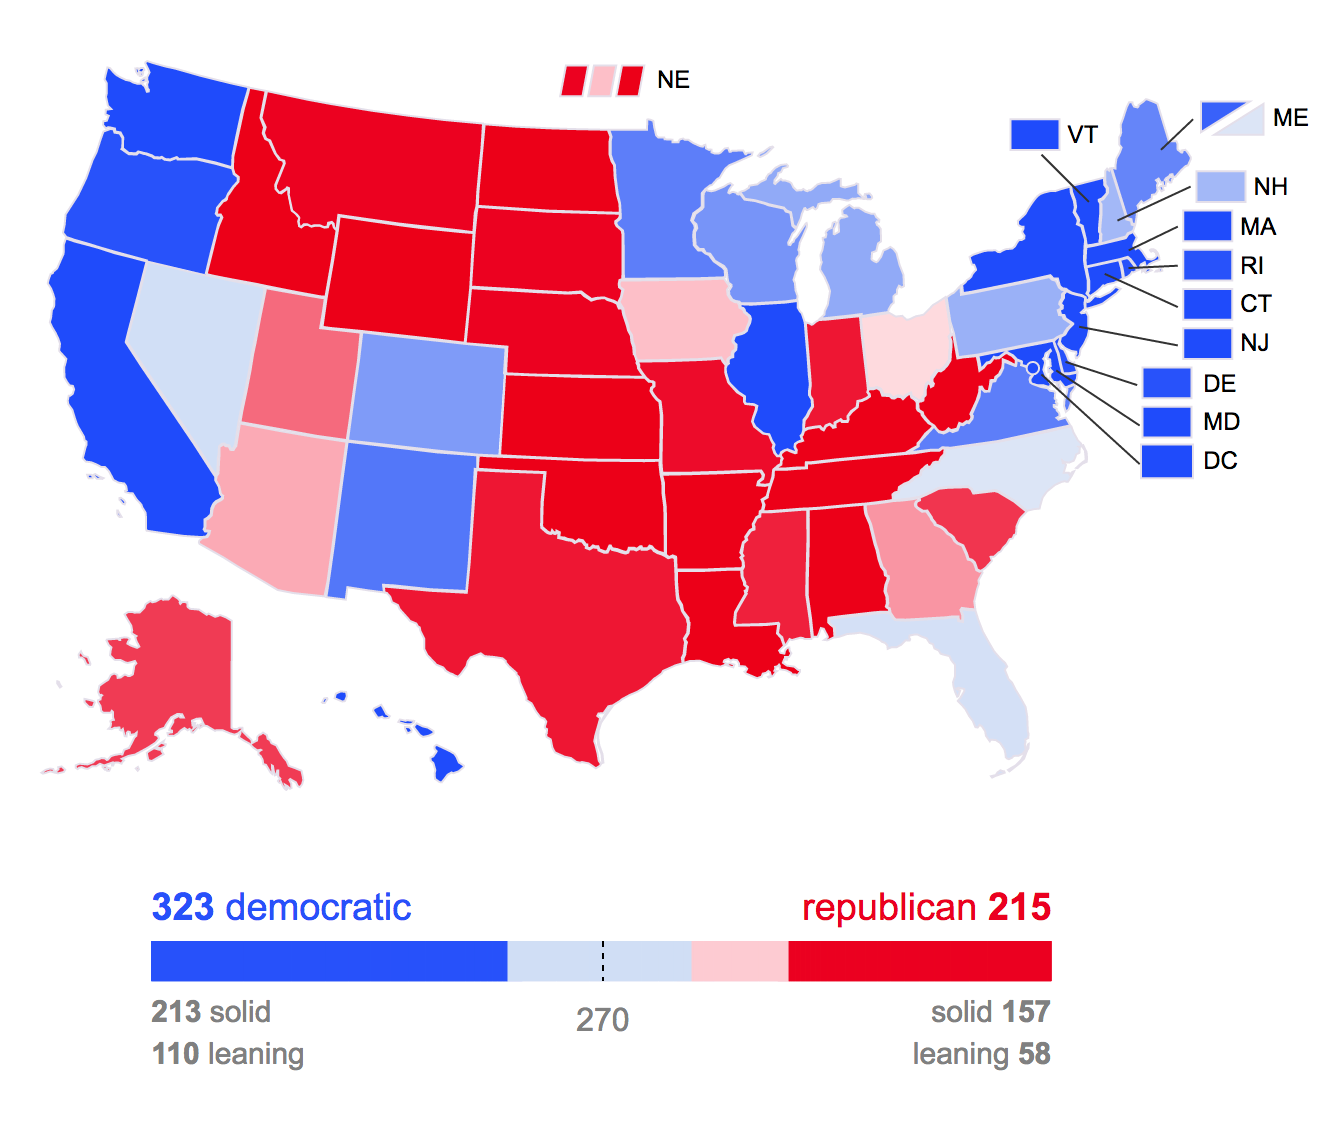 NE
VT
ME
NH
MA
RI
CT
NJ
DE
MD
DC
323 democratic
republican 215
213 solid
270
solid 157
110 leaning
leaning 58